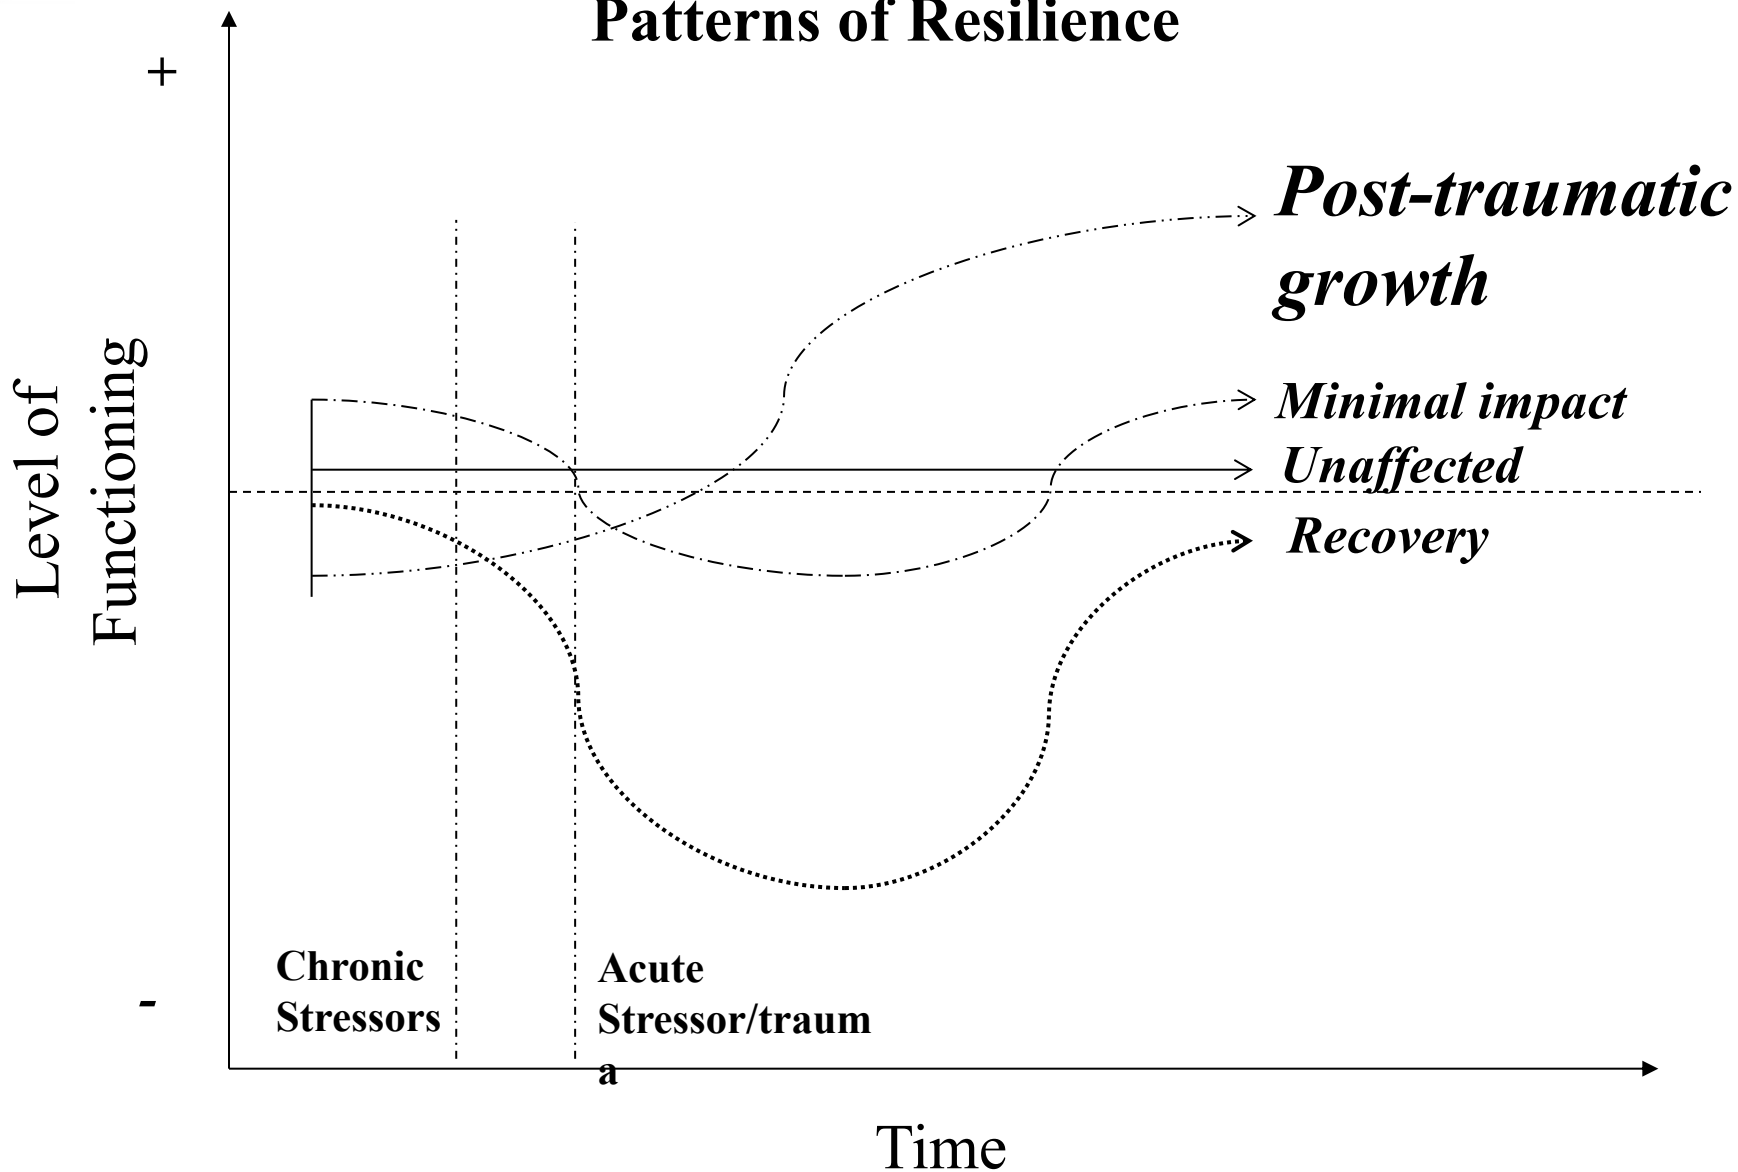 Patterns of Resilience
+
Post-traumatic
growth
Level of
Functioning
Minimal impact
Unaffected
Recovery
Chronic
Stressors
Acute
Stressor/traum
a
-
Time